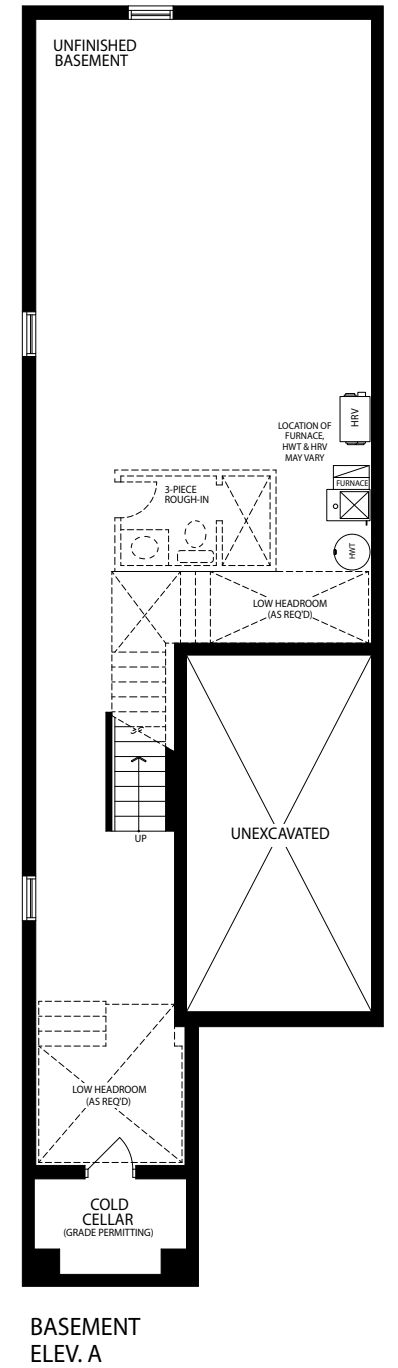 UNFINISHED
BASEMENT
LOCATION OF
FURNACE,
HWT & HRV
MAY VARY
HRV
FURNACE
3-PIECE
ROUGH-IN
HWT
LOW HEADROOM
(AS REQ'D)
UP
UNEXCAVATED
LOW HEADROOM
(AS REQ'D)
COLD
CELLAR
(GRADE PERMITTING)
BASEMENT
ELEV. A